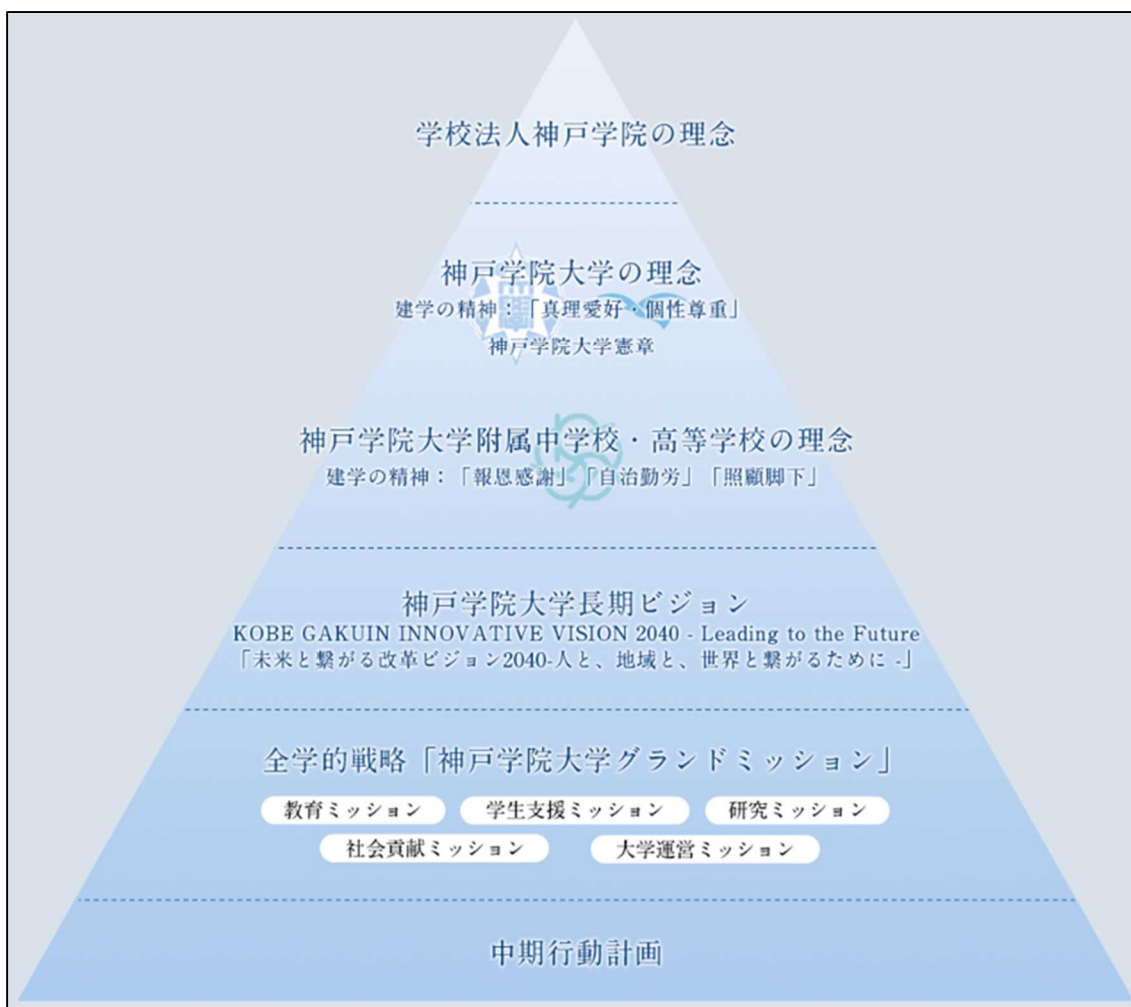 学校法人神戸学院の理念
神戸学院大学の理念
建学の精神：「真理愛好・個性尊重」
神戸学院大学憲章
神戸学院大学附属中学校・高等学校の理念
建学の精神：「報恩感謝」「自治勤労」「照顧脚下」
神戸学院大学長期ビジョン
KOBE GAKUIN INNOVATIVE VISION 2040 - Leading to the Future
「未来と繋がる改革ビジョン2040-人と、地域と、世界と繋がるために -」
全学的戦略「神戸学院大学グランドミッション」
教育ミッション 学生支援ミッション 研究ミッション
社会貢献ミッション 大学運営ミッション
中期行動計画